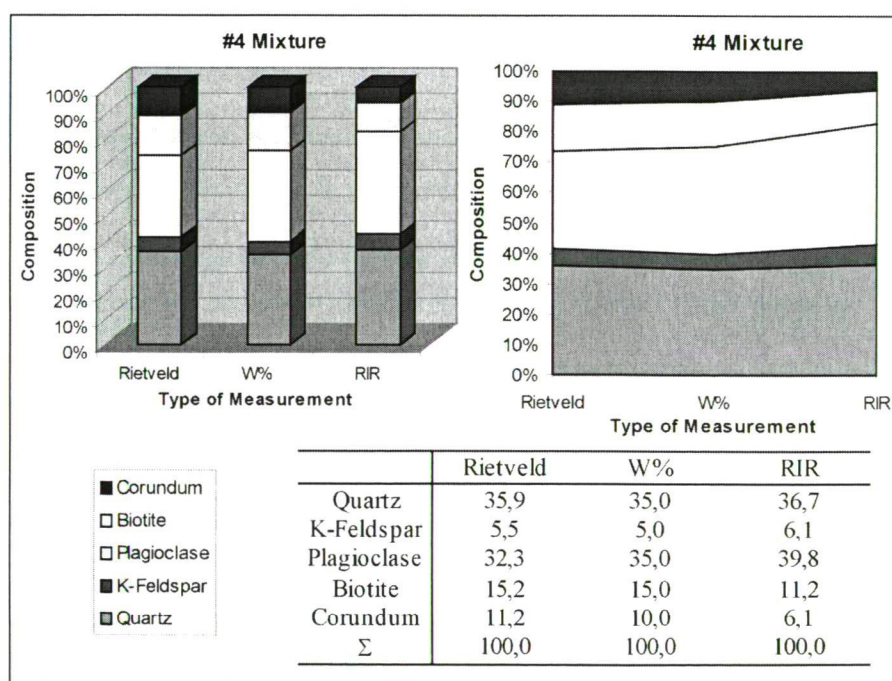 #4 Mixture
100%
90%
80%
70%
60%
50%
40%
30%
20%
10%
0%
Composition
Rietveld W% RIR
Type of Measurement
#4 Mixture
100%
90%
80%
70%
60%
50%
40%
30%
20%
10%
0%
Composition
Rietveld W% RIR
Type of Measurement
Corundum
Biotite
Plagioclase
K-Feldspar
Quartz
Rietveld W% RIR
Quartz 35,9 35,0 36,7
K-Feldspar 5,5 5,0 6,1
Plagioclase 32,3 35,0 39,8
Biotite 15,2 15,0 11,2
Corundum 11,2 10,0 6,1
Σ 100,0 100,0 100,0